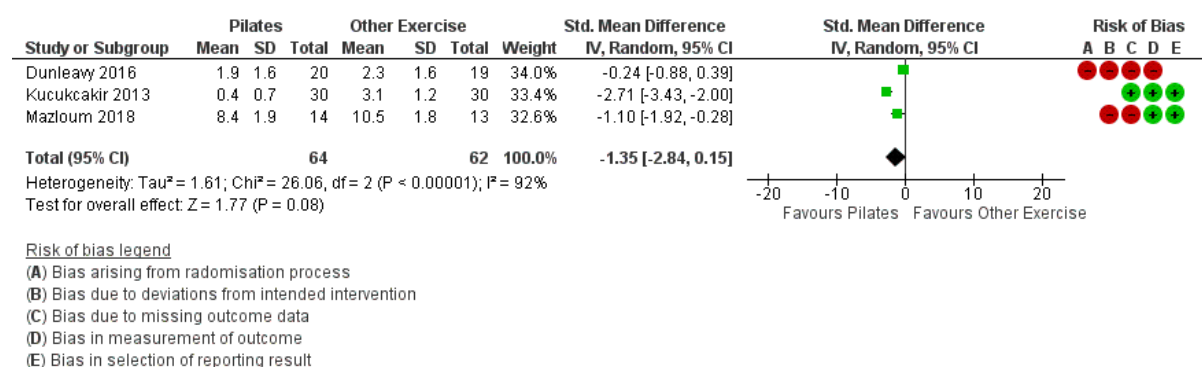 Pilates Other Exercise Std. Mean Difference Std. Mean Difference Risk of Bias
Study or Subgroup Mean SD Total Mean SD Total Weight IV, Random, 95% CI IV, Random, 95% CI A B C D E
Dunleavy 2016 1.9 1.6 20 2.3 1.6 19 34.0% -0.24 [-0.88, 0.39]
Kucukcakir 2013 0.4 0.7 30 3.1 1.2 30 33.4% -2.71 [-3.43, -2.00]
Mazloum 2018 8.4 1.9 14 10.5 1.8 13 32.6% -1.10 [-1.92, -0.28]
Total (95% CI) 64 62 100.0% -1.35 [-2.84, 0.15]
Heterogeneity: Tau² = 1.61; Chi² = 26.06, df = 2 (P < 0.00001); I² = 92%
Test for overall effect: Z = 1.77 (P = 0.08)
-20 -10 0 10 20
Favours Pilates Favours Other Exercise
Risk of bias legend
(A) Bias arising from radomisation process
(B) Bias due to deviations from intended intervention
(C) Bias due to missing outcome data
(D) Bias in measurement of outcome
(E) Bias in selection of reporting result